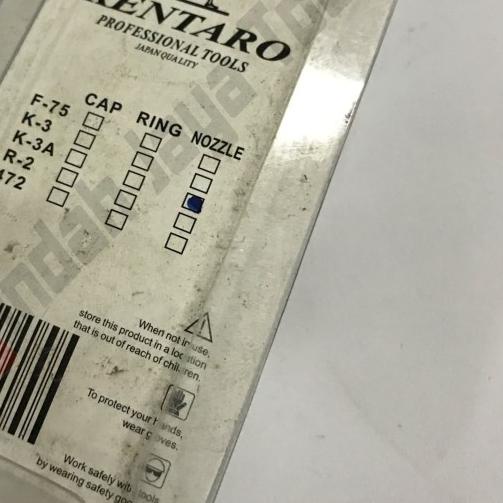 KENTARO
PROFESSIONAL TOOLS
JAPAN QUALITY
CAP RING NOZZLE
F-75
K-3
K-3A
R-2
472
When not in use,
store this product in a location
that is out of reach of children.
To protect your hands,
wear gloves.
Work safely with tools
by wearing safety